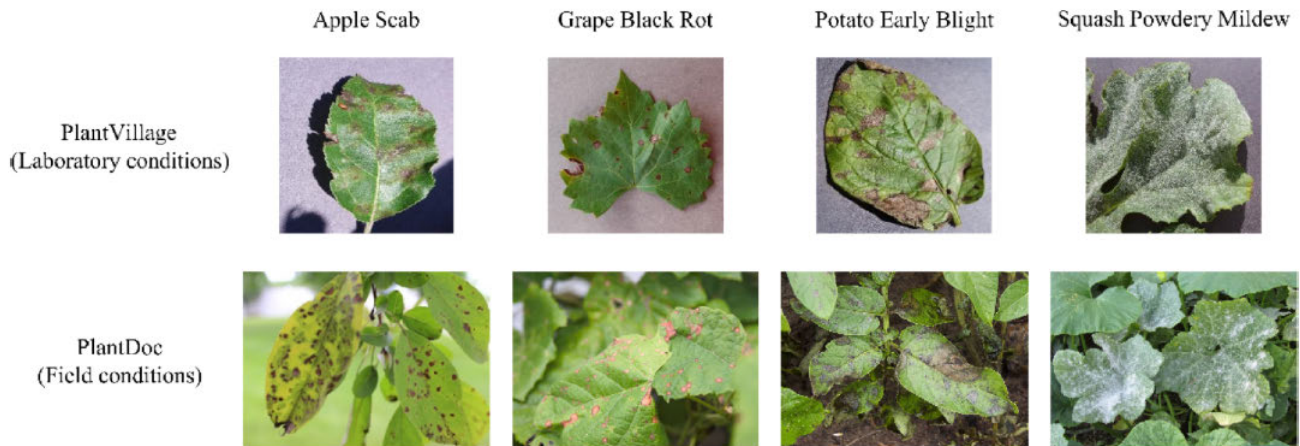 Apple Scab
Grape Black Rot
Potato Early Blight
Squash Powdery Mildew
PlantVillage
(Laboratory conditions)
PlantDoc
(Field conditions)